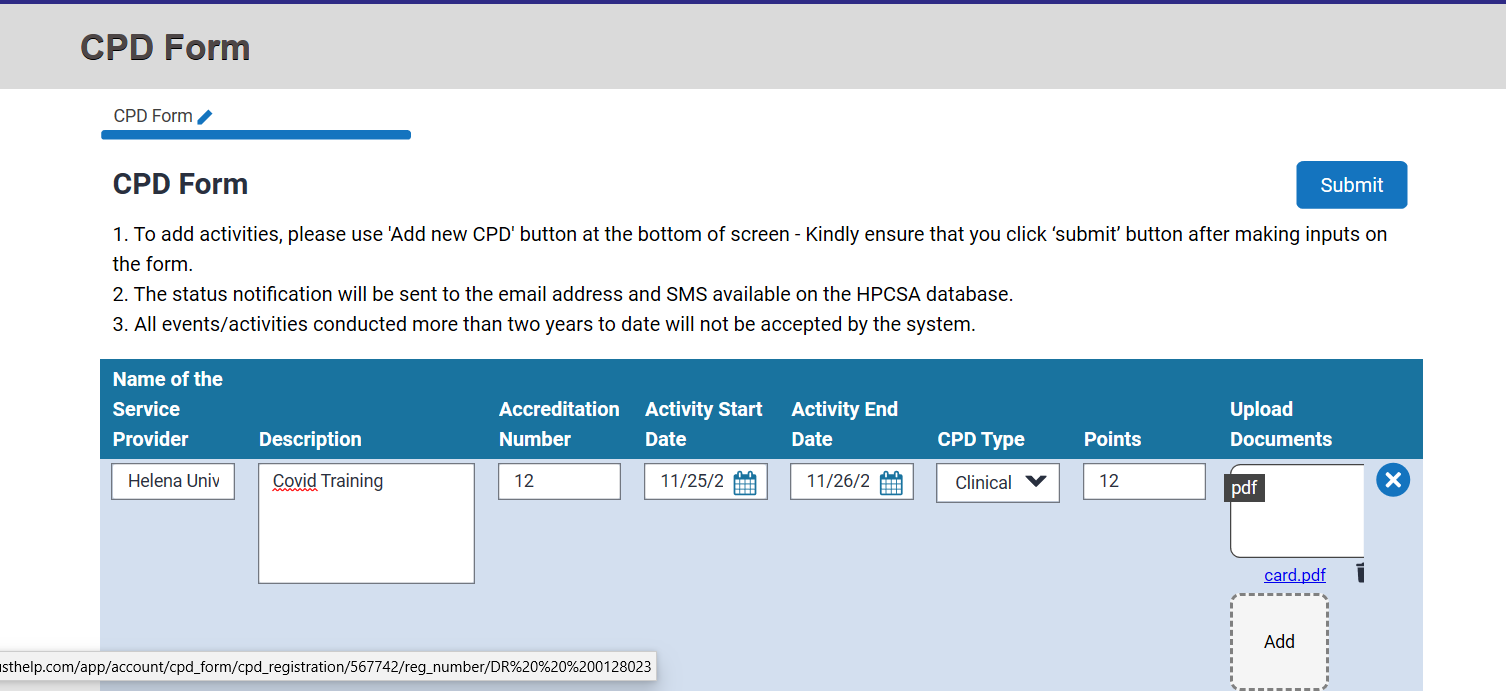 CPD Form
CPD Form
CPD Form
Submit
1. To add activities, please use 'Add new CPD' button at the bottom of screen - Kindly ensure that you click ‘submit’ button after making inputs on
the form.
2. The status notification will be sent to the email address and SMS available on the HPCSA database.
3. All events/activities conducted more than two years to date will not be accepted by the system.
Name of the
Service
Provider
Description
Accreditation
Number
Activity Start
Date
Activity End
Date
CPD Type
Points
Upload
Documents
Helena Univ
Covid Training
12
11/25/2
11/26/2
Clinical
12
pdf
card.pdf
Add
usthelp.com/app/account/cpd_form/cpd_registration/567742/reg_number/DR%20%20%200128023